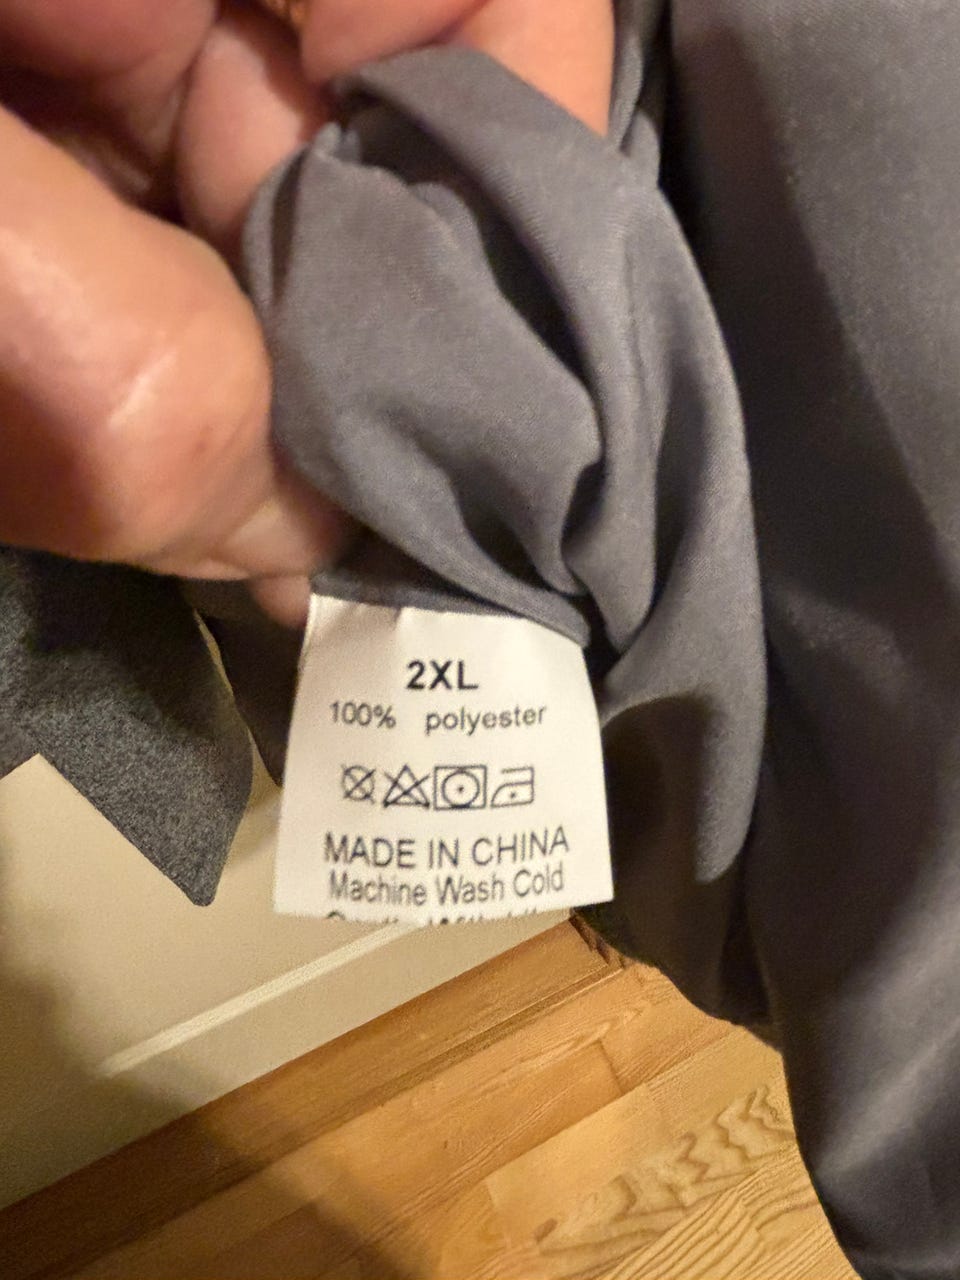 2XL
100% polyester
MADE IN CHINA
Machine Wash Cold